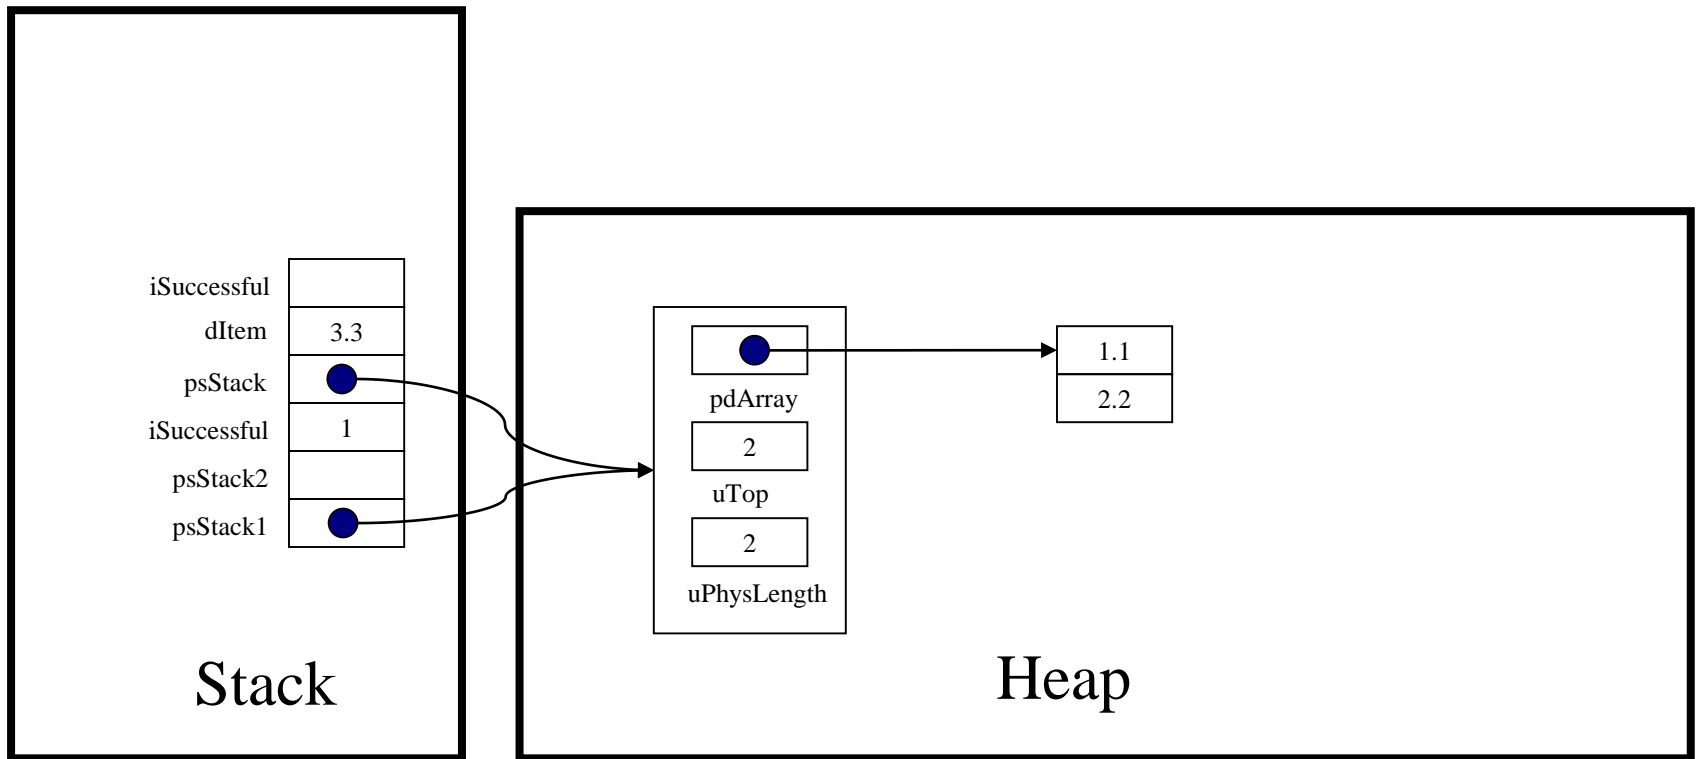 iSuccessful
dItem 3.3
psStack
iSuccessful 1
psStack2
psStack1
Stack
pdArray
2
uTop
2
uPhysLength
1.1
2.2
Heap